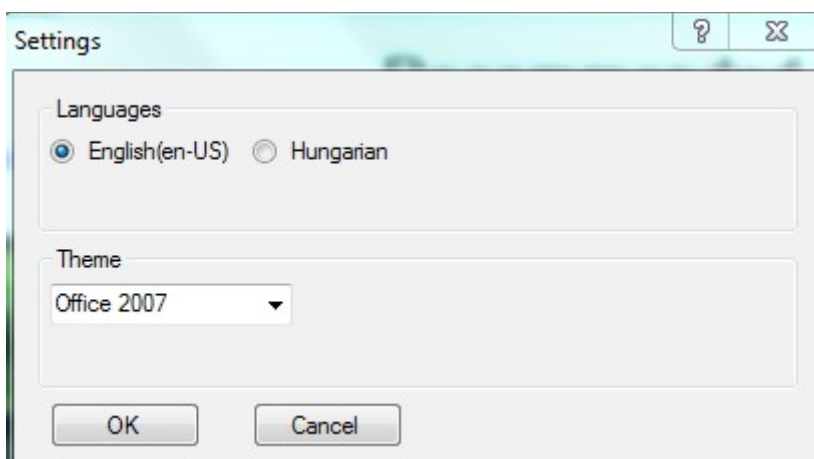 Settings
Languages
English(en-US) Hungarian
Theme
Office 2007
OK Cancel